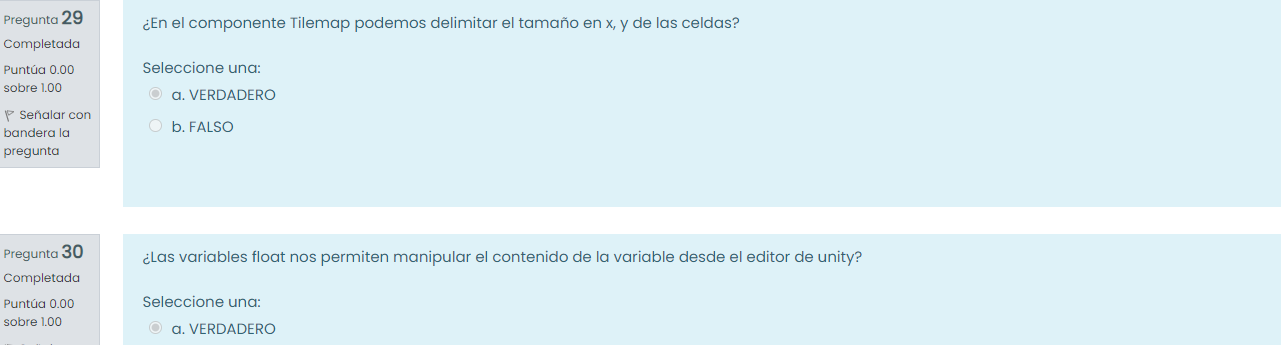 Pregunta 29
Completada
Puntúa 0.00
sobre 1.00
Señalar con
bandera la
pregunta
¿En el componente Tilemap podemos delimitar el tamaño en x, y de las celdas?
Seleccione una:
a. VERDADERO
b. FALSO
Pregunta 30
Completada
Puntúa 0.00
sobre 1.00
¿Las variables float nos permiten manipular el contenido de la variable desde el editor de unity?
Seleccione una:
a. VERDADERO